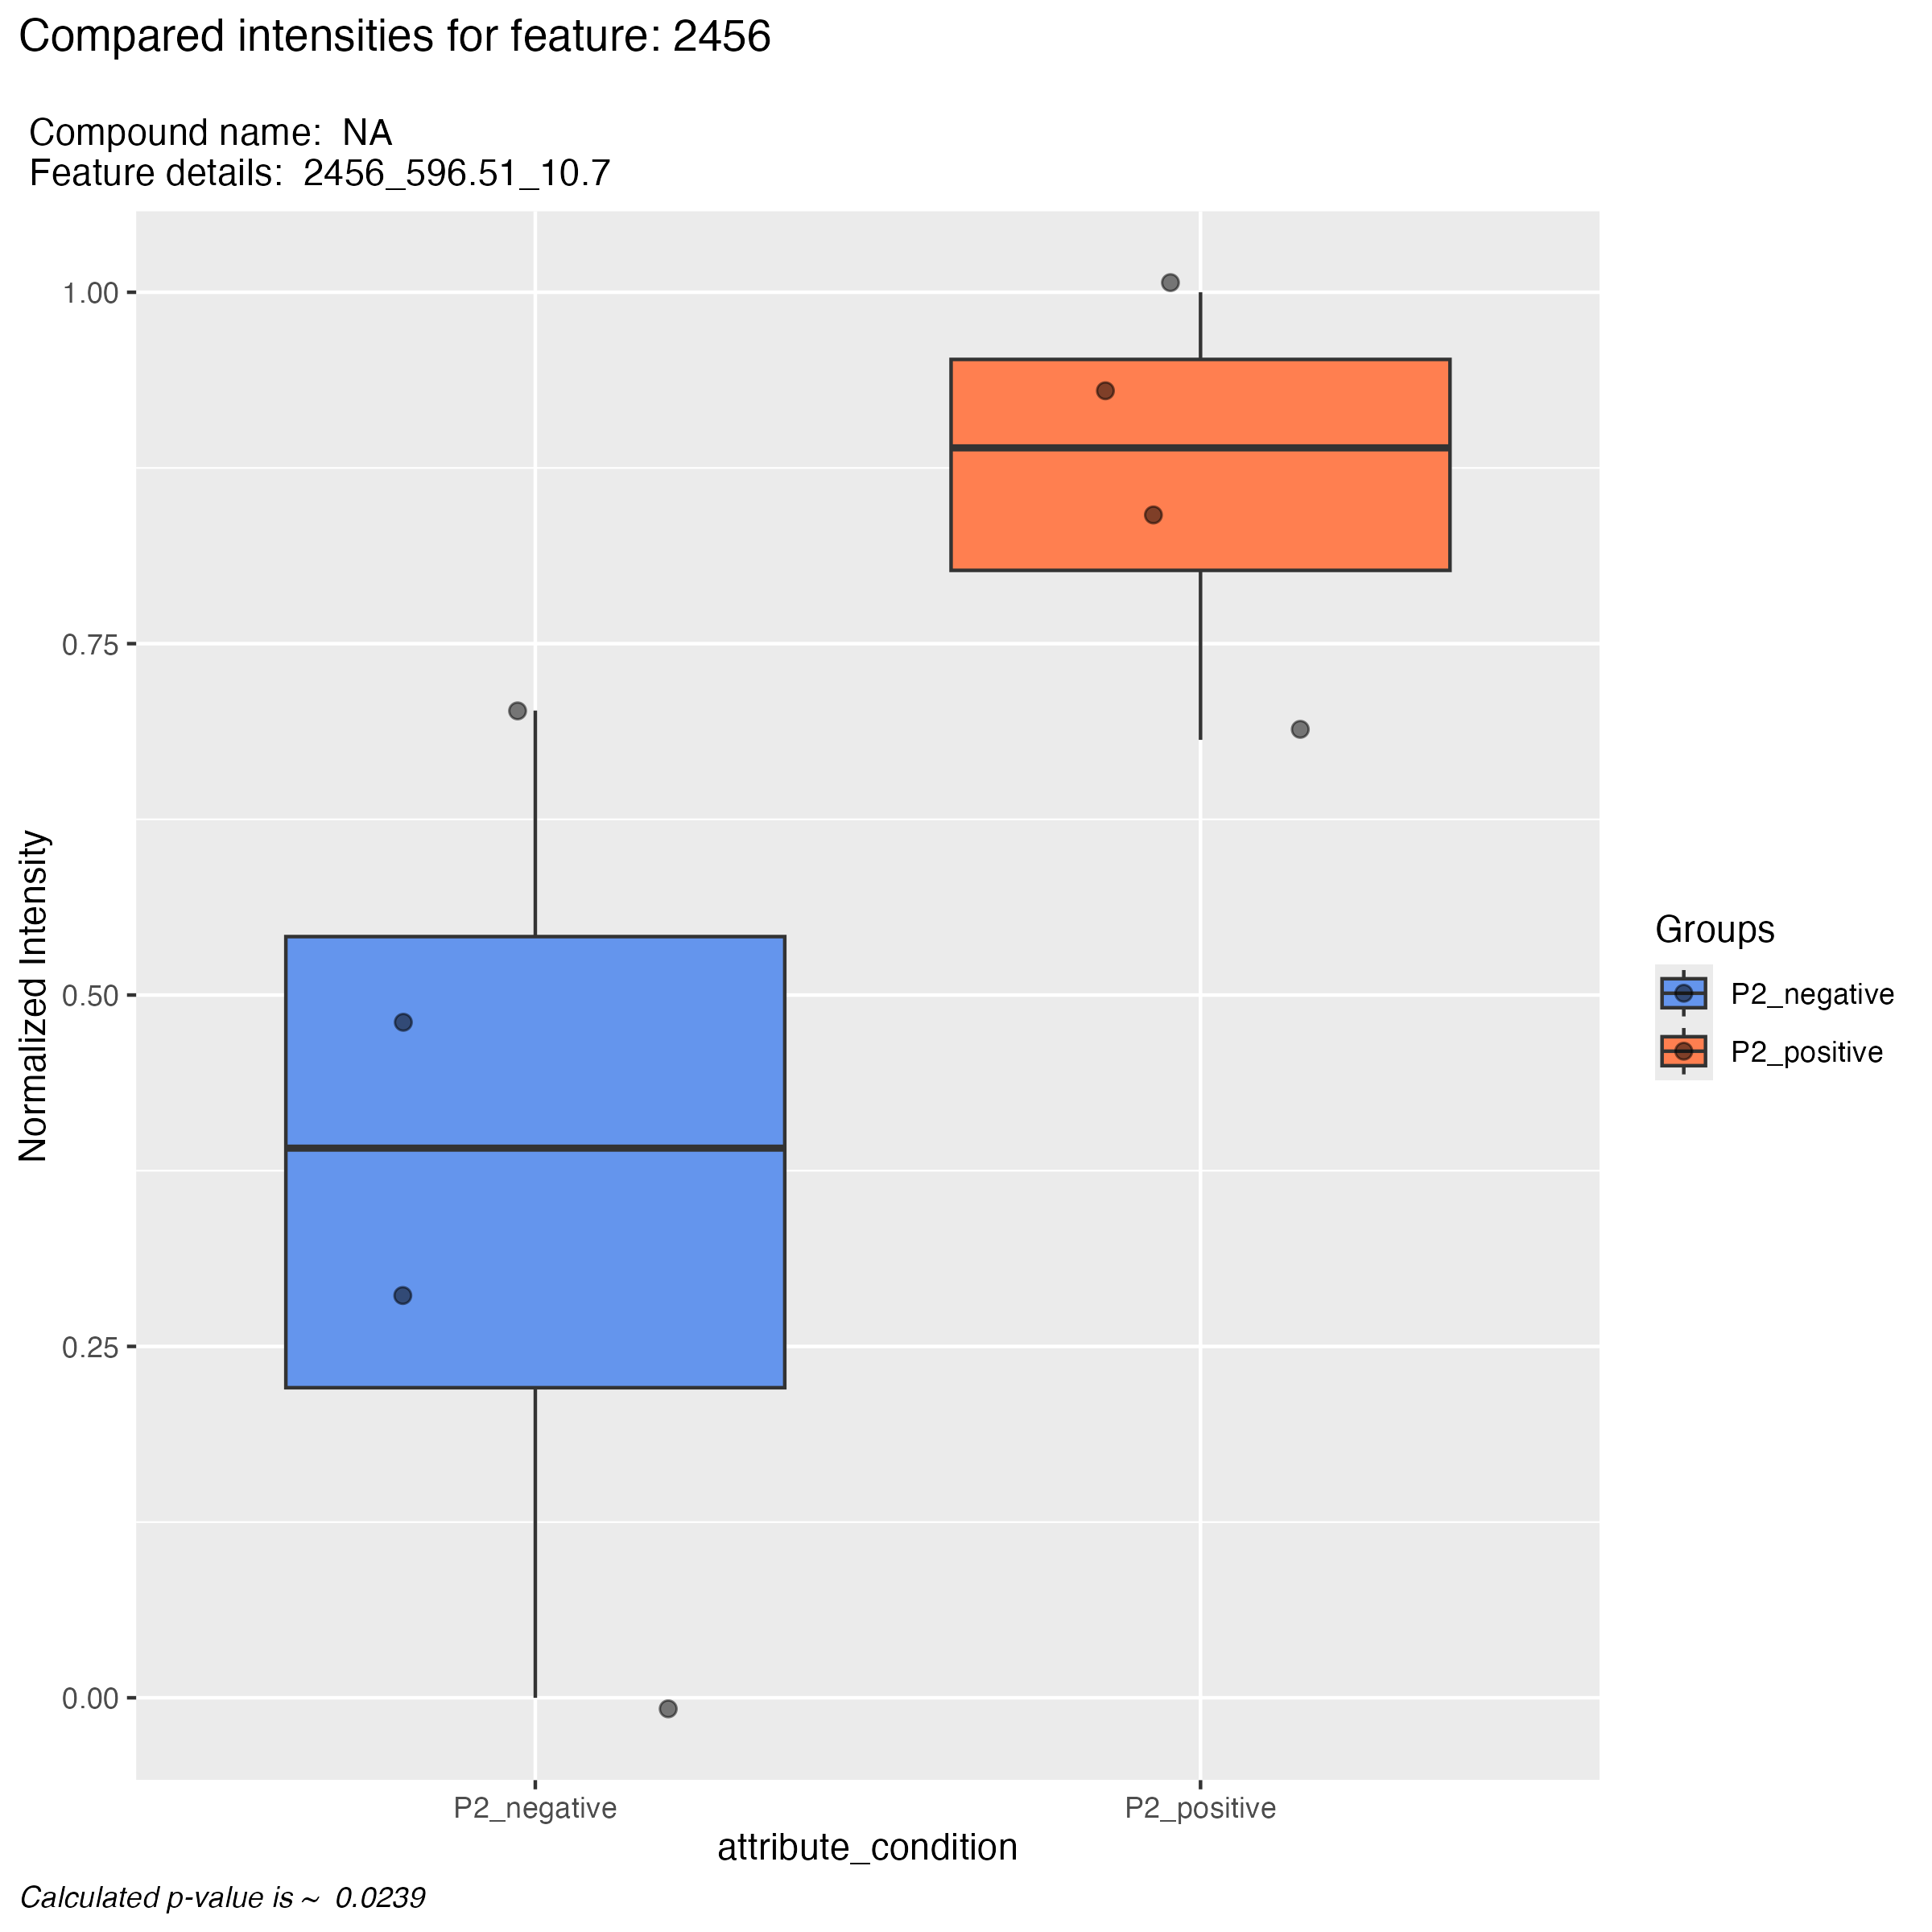 Compared intensities for feature: 2456
Compound name:  NA
Feature details:  2456_596.51_10.7
Normalized Intensity
1.00
0.75
0.50
0.25
0.00
P2_negative
P2_positive
attribute_condition
Groups
P2_negative
P2_positive
Calculated p-value is ~  0.0239